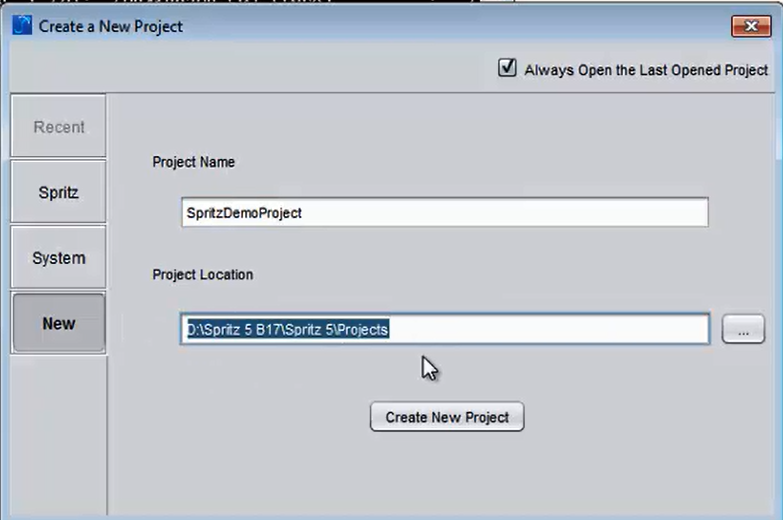 Create a New Project
Always Open the Last Opened Project
Recent
Spritz
System
New
Project Name
SpritzDemoProject
Project Location
D:\Spritz 5 B17\Spritz 5\Projects
...
Create New Project